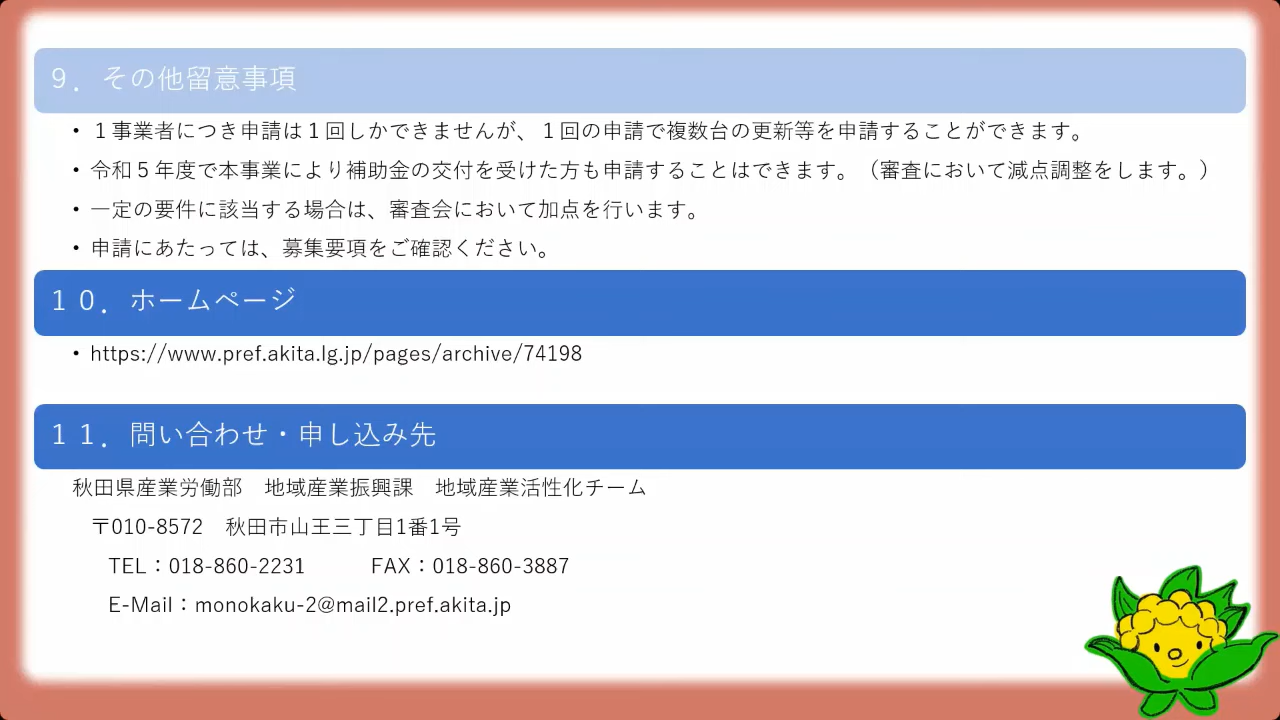 ９．その他留意事項
• １事業者につき申請は１回しかできませんが、１回の申請で複数台の更新等を申請することができます。
• 令和５年度で本事業により補助金の交付を受けた方も申請することはできます。（審査において減点調整をします。）
• 一定の要件に該当する場合は、審査会において加点を行います。
• 申請にあたっては、募集要項をご確認ください。
１０．ホームページ
• https://www.pref.akita.lg.jp/pages/archive/74198
１１．問い合わせ・申し込み先
秋田県産業労働部　地域産業振興課　地域産業活性化チーム
〒010-8572　秋田市山王三丁目1番1号
TEL：018-860-2231　　　FAX：018-860-3887
E-Mail：monokaku-2@mail2.pref.akita.jp